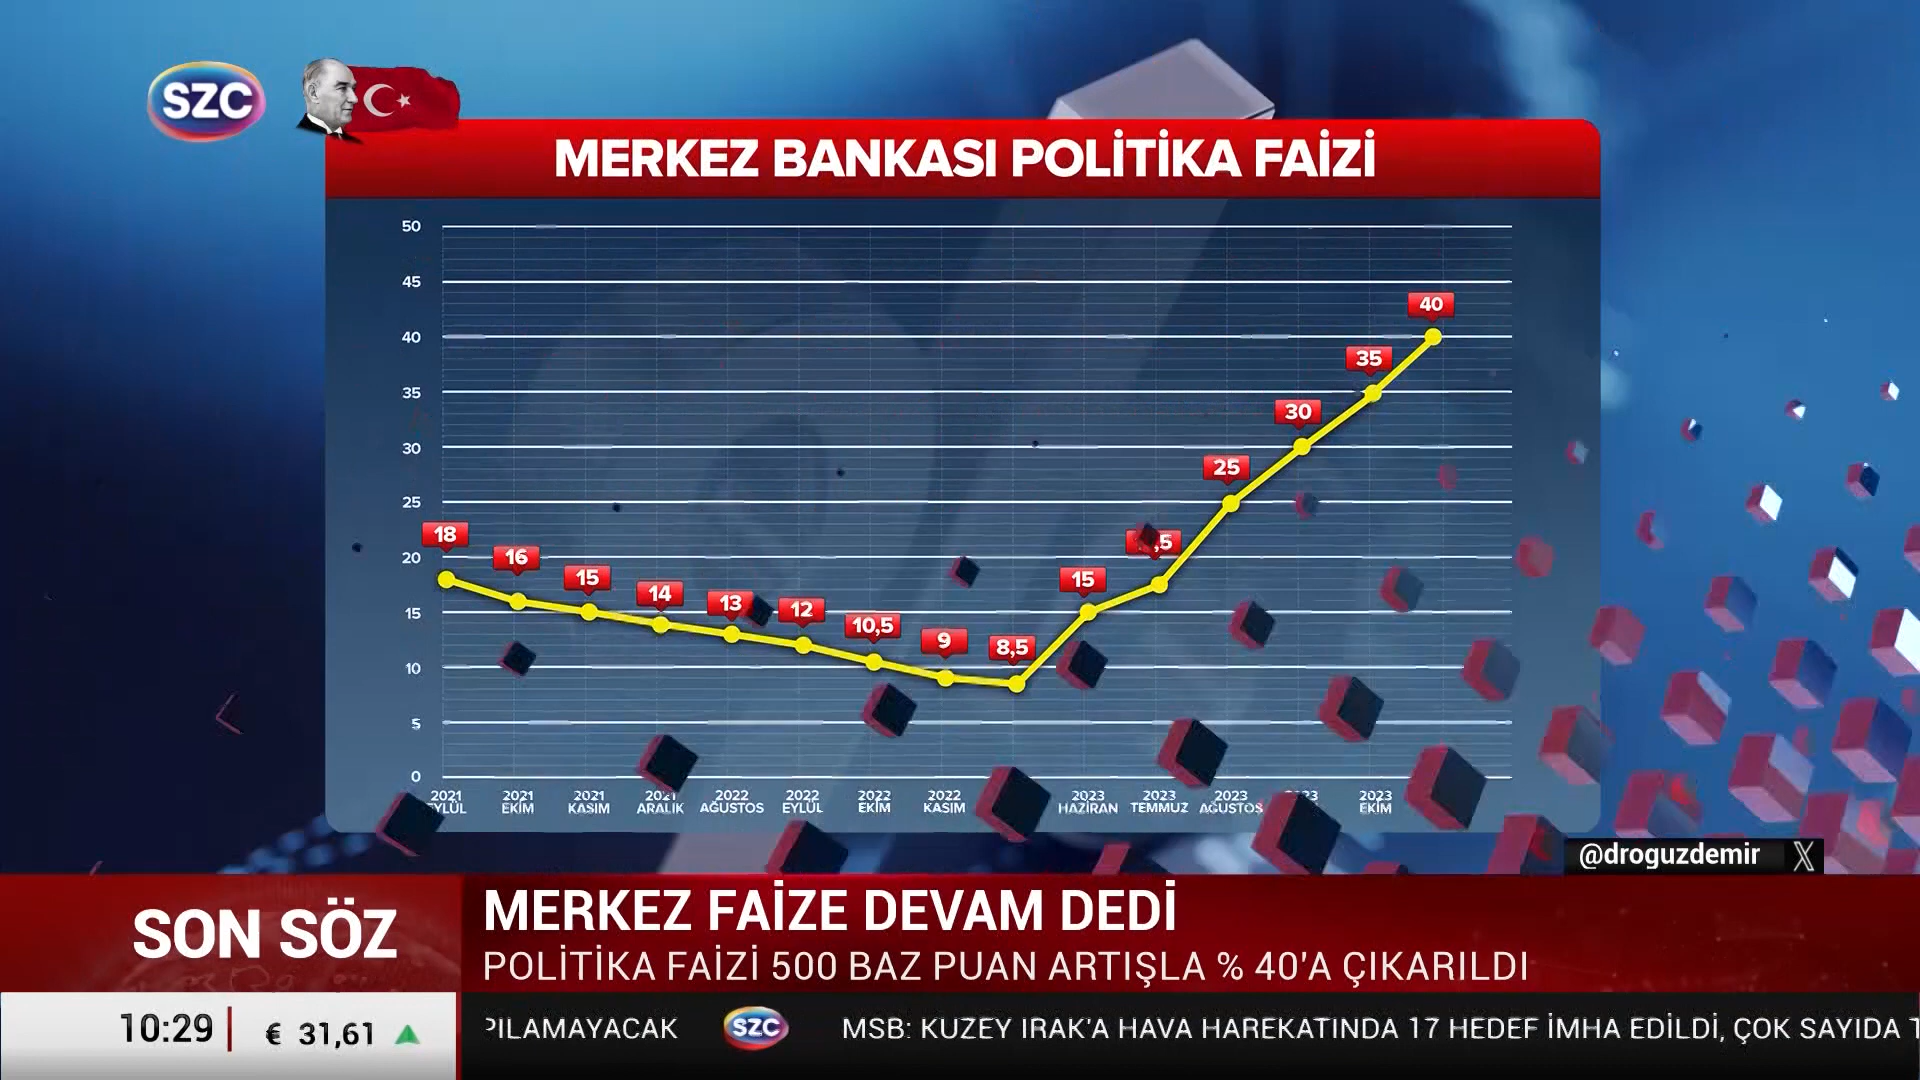 SZC
MERKEZ BANKASI POLİTİKA FAİZİ
50
45
40
35
30
25
20
15
10
5
0
18
16
15
14
13
12
10,5
9
8,5
15
25
30
35
40
2021
2021
EKİM
2021
KASIM
2021
ARALIK
2022
AĞUSTOS
2022
EYLÜL
2022
EKİM
2022
KASIM
2023
HAZİRAN
2023
TEMMUZ
2023
AĞUSTOS
2023
EKİM
@droguzdemir X
SON SÖZ
MERKEZ FAİZE DEVAM DEDİ
POLİTİKA FAİZİ 500 BAZ PUAN ARTIŞLA % 40'A ÇIKARILDI
10:29 € 31,61
PILAMAYACAK SZC MSB: KUZEY IRAK'A HAVA HAREKATINDA 17 HEDEF İMHA EDİLDİ, ÇOK SAYIDA